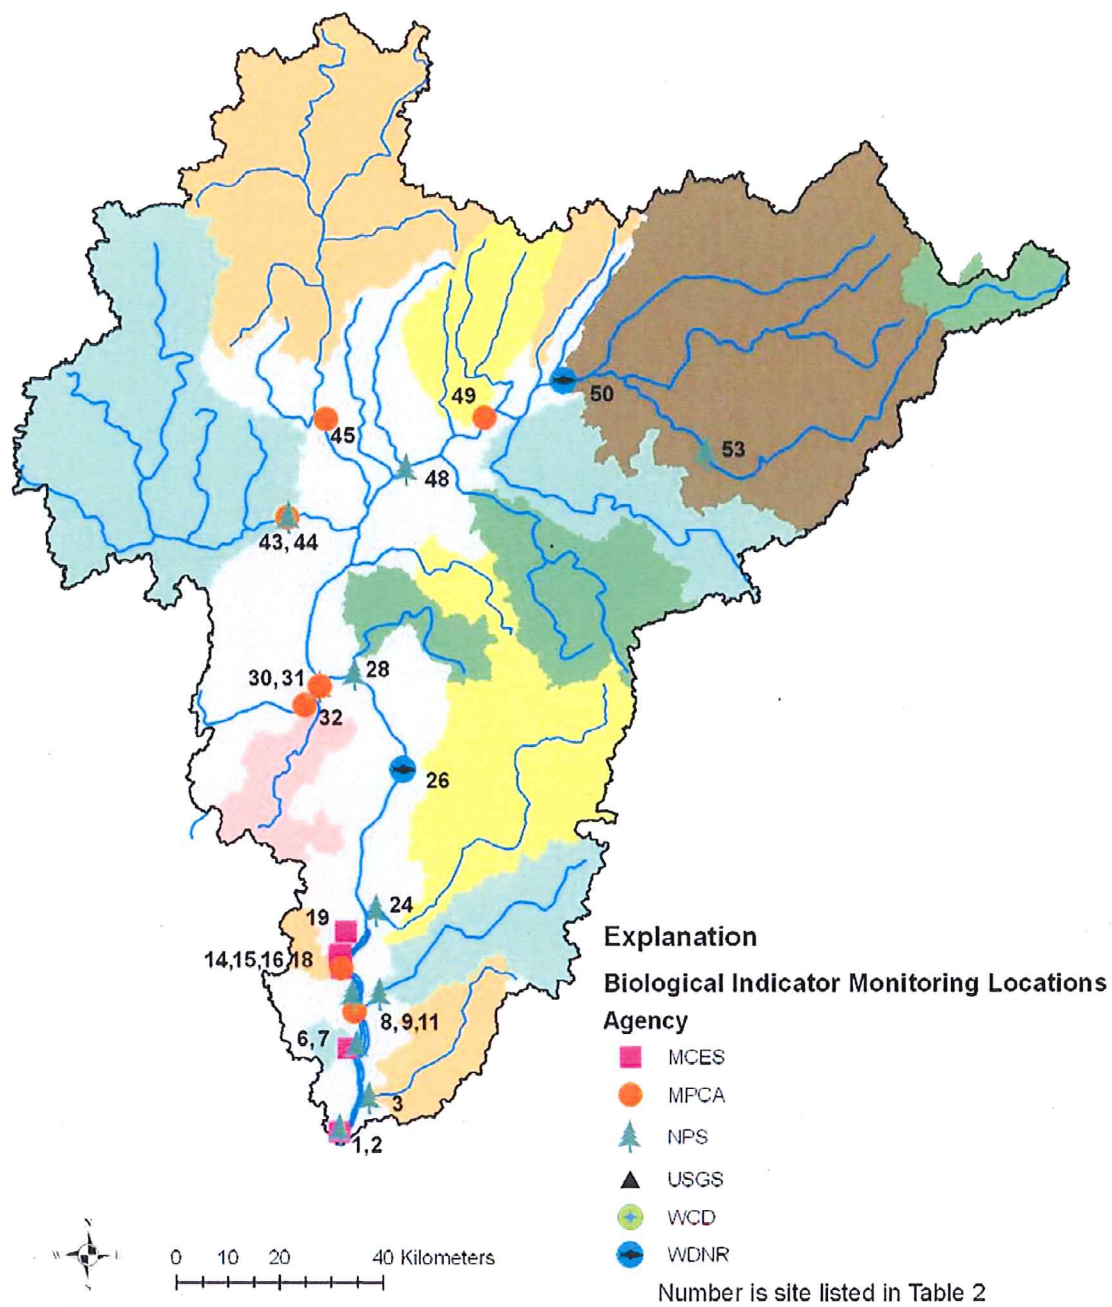 50
49
45
53
48
43, 44
28
30, 31
32
26
24
19
14,15,16,18
8, 9, 11
6, 7
3
1,2
Explanation
Biological Indicator Monitoring Locations
Agency
MCES
MPCA
NPS
USGS
WCD
WDNR
Number is site listed in Table 2
N
W E
S
0 10 20 40 Kilometers